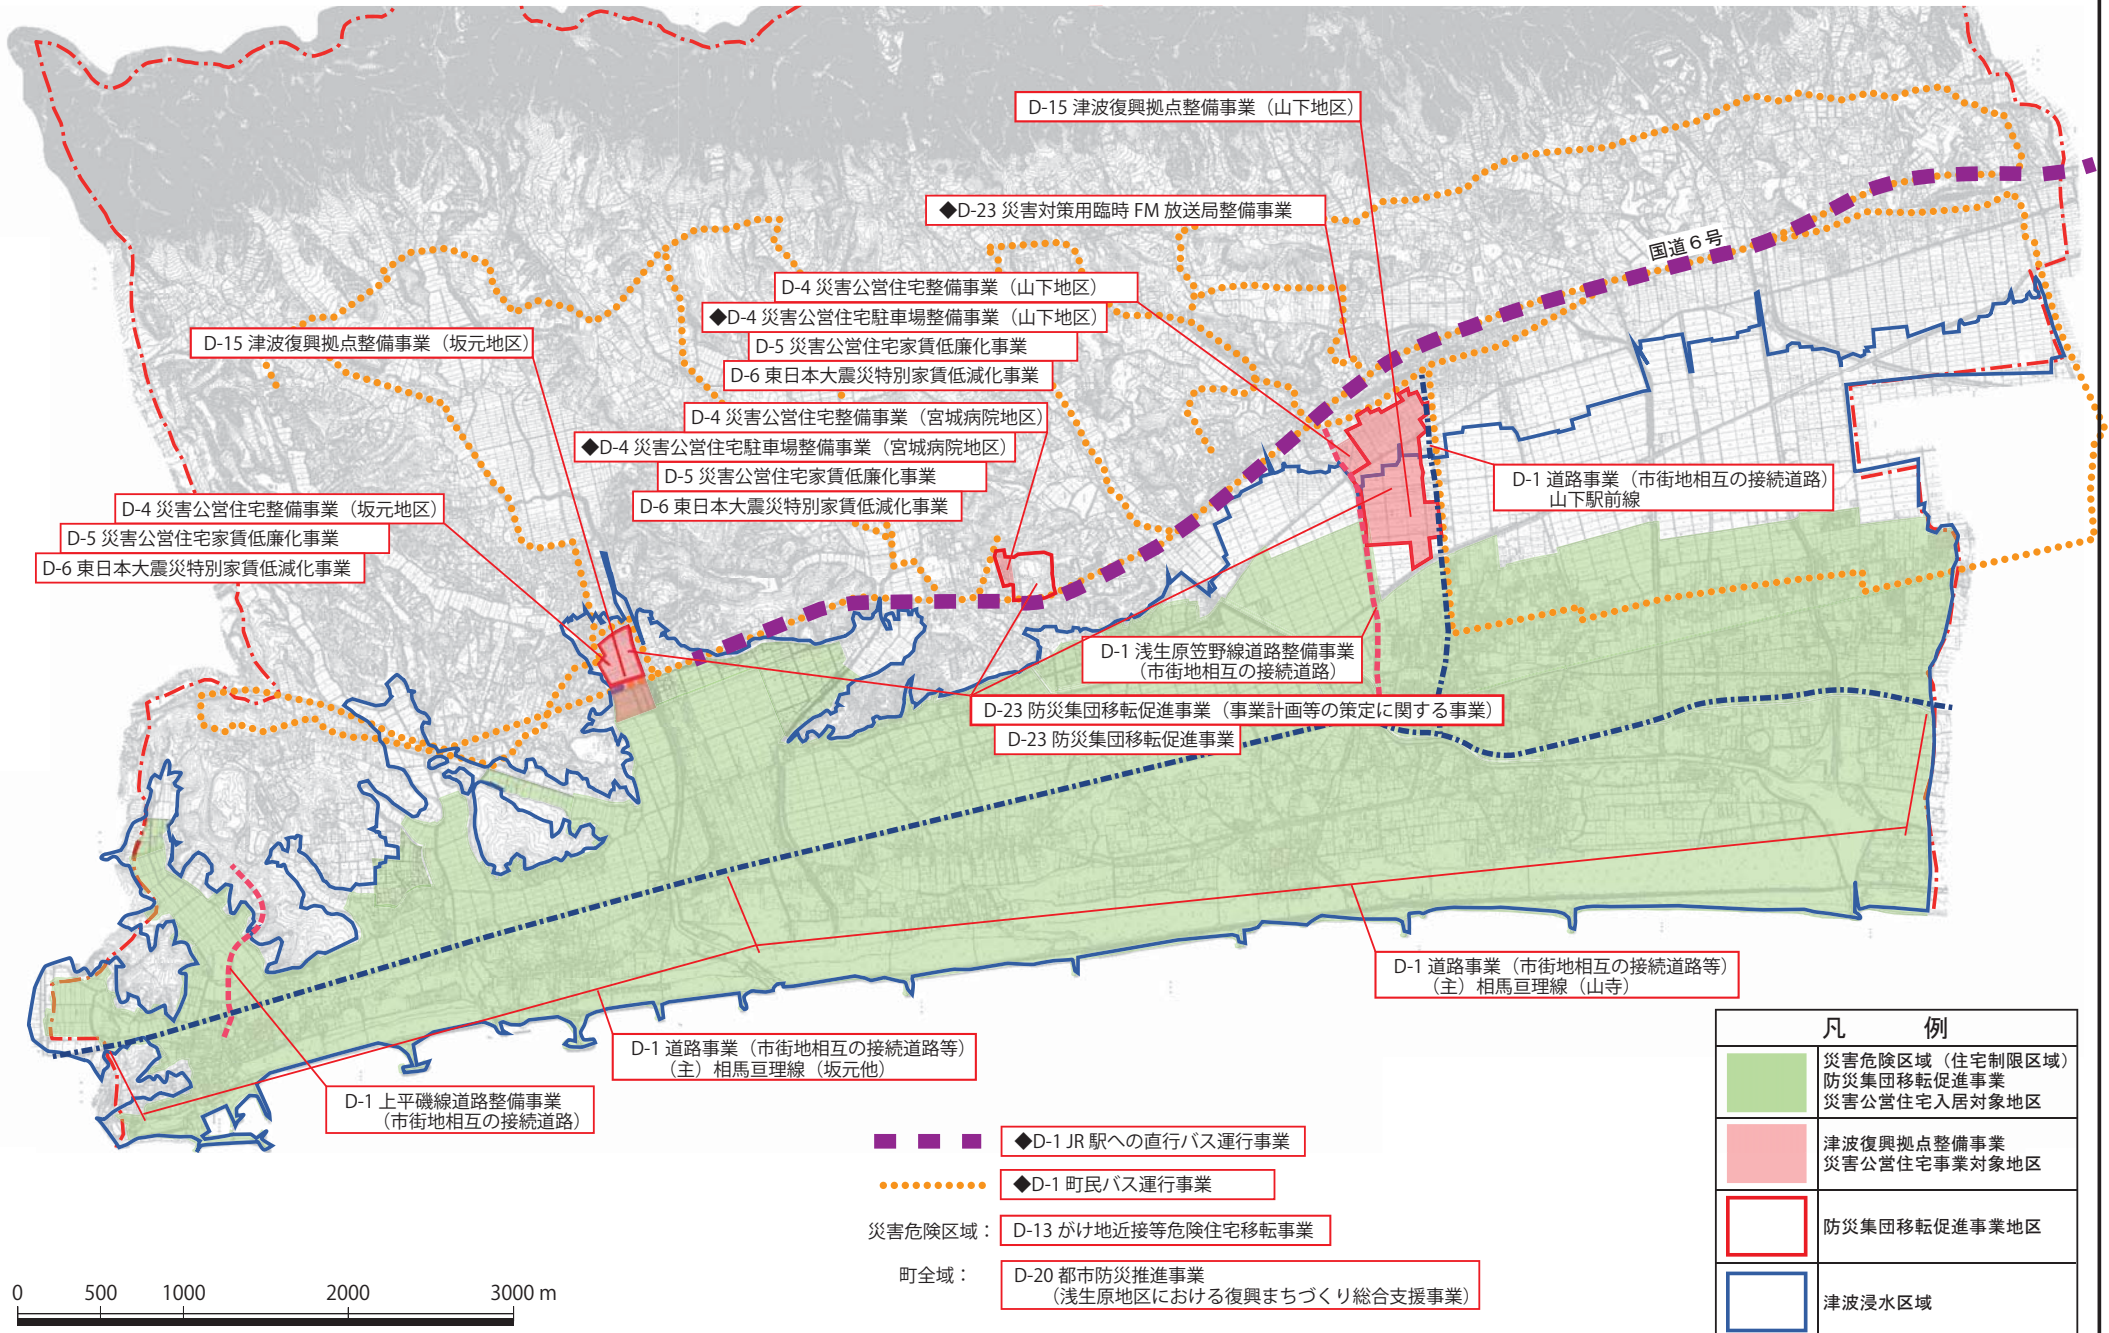 D-15 津波復興拠点整備事業（山下地区）
◆D-23 災害対策用臨時 FM 放送局整備事業
国道６号
D-4 災害公営住宅整備事業（山下地区）
◆D-4 災害公営住宅駐車場整備事業（山下地区）
D-5 災害公営住宅家賃低廉化事業
D-6 東日本大震災特別家賃低減化事業
D-15 津波復興拠点整備事業（坂元地区）
D-4 災害公営住宅整備事業（宮城病院地区）
◆D-4 災害公営住宅駐車場整備事業（宮城病院地区）
D-5 災害公営住宅家賃低廉化事業
D-6 東日本大震災特別家賃低減化事業
D-1 道路事業（市街地相互の接続道路）
山下駅前線
D-4 災害公営住宅整備事業（坂元地区）
D-5 災害公営住宅家賃低廉化事業
D-6 東日本大震災特別家賃低減化事業
D-1 浅生原笠野線道路整備事業
（市街地相互の接続道路）
D-23 防災集団移転促進事業（事業計画等の策定に関する事業）
D-23 防災集団移転促進事業
D-1 道路事業（市街地相互の接続道路等）
（主）相馬亘理線（山寺）
D-1 道路事業（市街地相互の接続道路等）
（主）相馬亘理線（坂元他）
D-1 上平磯線道路整備事業
（市街地相互の接続道路）
◆D-1 JR 駅への直行バス運行事業
◆D-1 町民バス運行事業
災害危険区域： D-13 がけ地近接等危険住宅移転事業
町全域： D-20 都市防災推進事業
（浅生原地区における復興まちづくり総合支援事業）
凡 例
災害危険区域（住宅制限区域）
防災集団移転促進事業
災害公営住宅入居対象地区
津波復興拠点整備事業
災害公営住宅事業対象地区
防災集団移転促進事業地区
津波浸水区域
0 500 1000 2000 3000 m